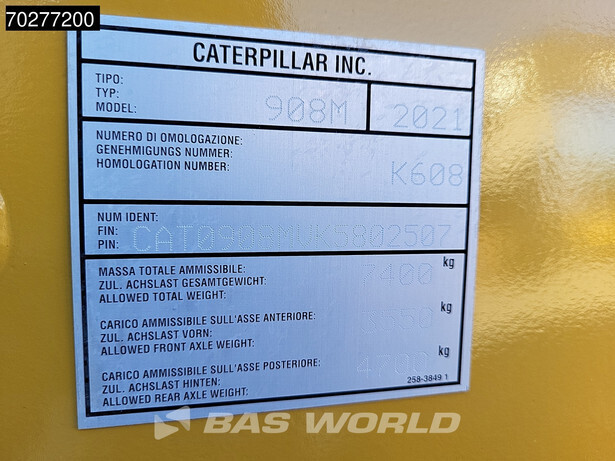 70277200
CATERPILLAR INC.
TIPO:
TYP:
MODEL: 908M 2021
NUMERO DI OMOLOGAZIONE:
GENEHMIGUNGS NUMMER:
HOMOLOGATION NUMBER: K608
NUM IDENT:
FIN:
PIN: CAT0908MVK5802507
MASSA TOTALE AMMISSIBILE:
ZUL. ACHSLAST GESAMTGEWICHT: 7400 kg
ALLOWED TOTAL WEIGHT:
CARICO AMMISSIBILE SULL'ASSE ANTERIORE: kg
ZUL. ACHSLAST VORN:
ALLOWED FRONT AXLE WEIGHT:
CARICO AMMISSIBILE SULL'ASSE POSTERIORE: kg
ZUL. ACHSLAST HINTEN:
ALLOWED REAR AXLE WEIGHT:
258-3849 1
BAS WORLD